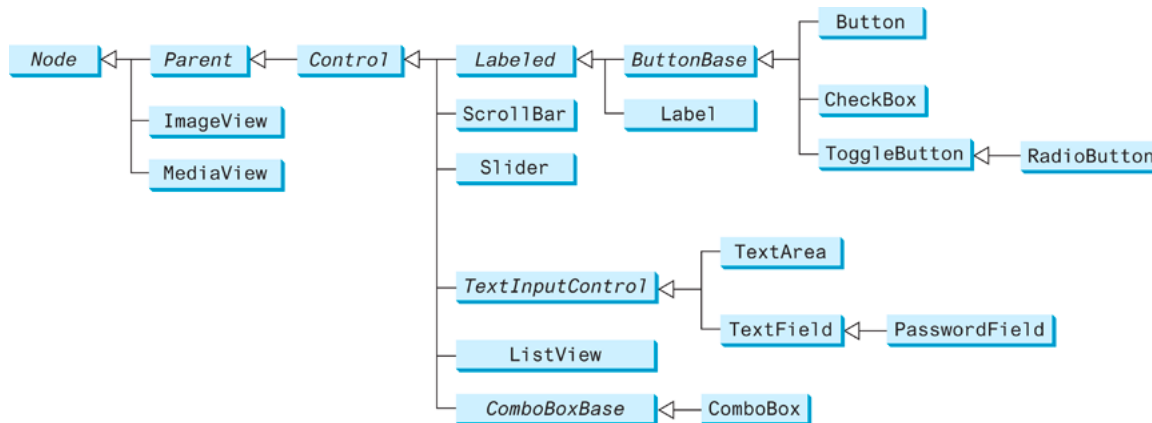 Button
Node
Parent
Control
Labeled
ButtonBase
ImageView
ScrollBar
Label
CheckBox
MediaView
Slider
ToggleButton
RadioButton
TextArea
TextInputControl
TextField
PasswordField
ListView
ComboBoxBase
ComboBox